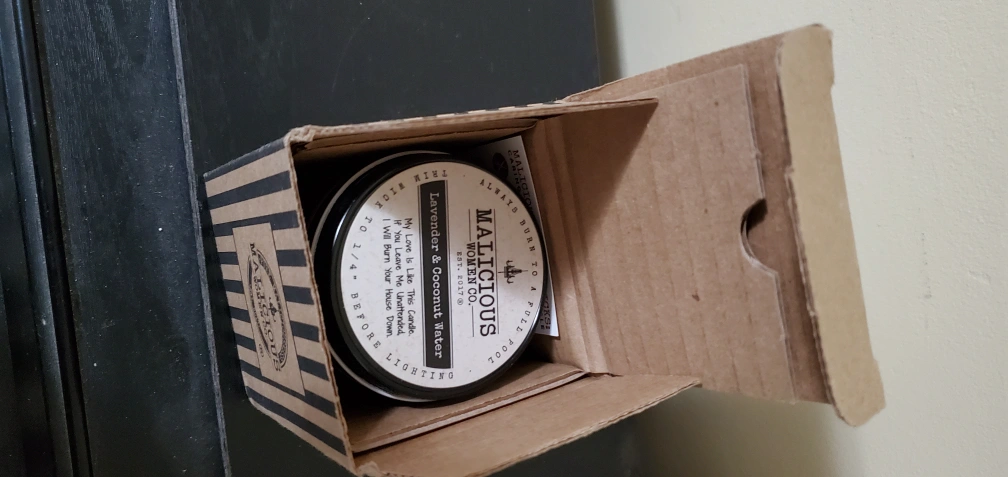 ALWAYS BURN TO A FULL POOL
MALICIOUS
WOMEN CO.
EST. 2017®
Lavender & Coconut Water
My Love Is Like This Candle.
If You Leave Me Unattended
I Will Burn Your House Down.
TRIM WICK TO 1/4" BEFORE LIGHTING
MALICIOUS